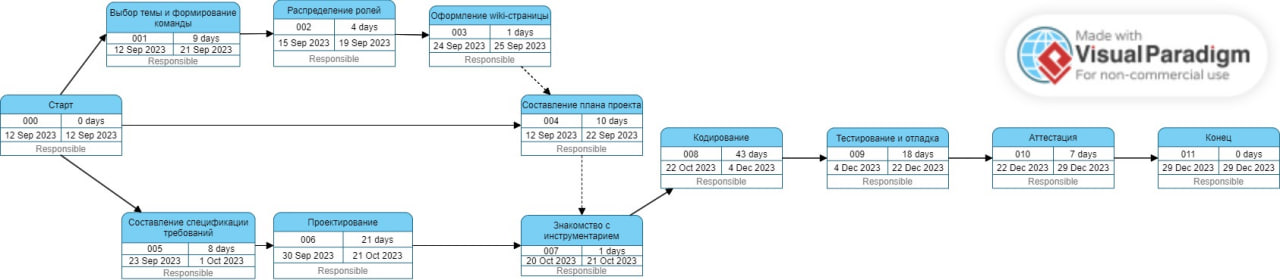 Выбор темы и формирование
команды
001 9 days
12 Sep 2023 21 Sep 2023
Responsible
Распределение ролей
002 4 days
15 Sep 2023 19 Sep 2023
Responsible
Оформление wiki-страницы
003 1 days
24 Sep 2023 25 Sep 2023
Responsible
Made with
Visual Paradigm
For non-commercial use
Старт
000 0 days
12 Sep 2023 12 Sep 2023
Responsible
Составление плана проекта
004 10 days
12 Sep 2023 22 Sep 2023
Responsible
Кодирование
008 43 days
22 Oct 2023 4 Dec 2023
Responsible
Тестирование и отладка
009 18 days
4 Dec 2023 22 Dec 2023
Responsible
Аттестация
010 7 days
22 Dec 2023 29 Dec 2023
Responsible
Конец
011 0 days
29 Dec 2023 29 Dec 2023
Responsible
Составление спецификации
требований
005 8 days
23 Sep 2023 1 Oct 2023
Responsible
Проектирование
006 21 days
30 Sep 2023 21 Oct 2023
Responsible
Знакомство с
инструментарием
007 1 days
20 Oct 2023 21 Oct 2023
Responsible